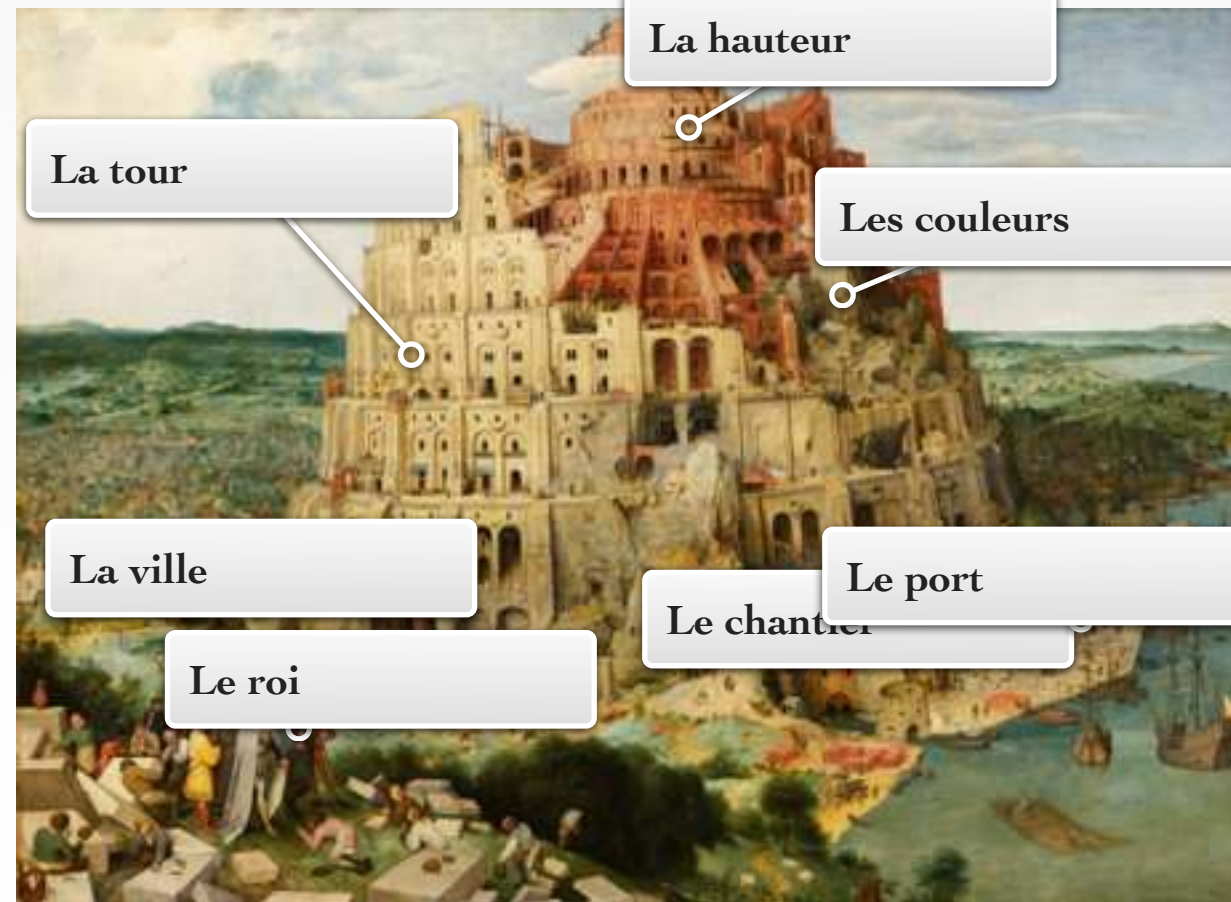 La hauteur
La tour
Les couleurs
La ville
Le port
Le chantier
Le roi